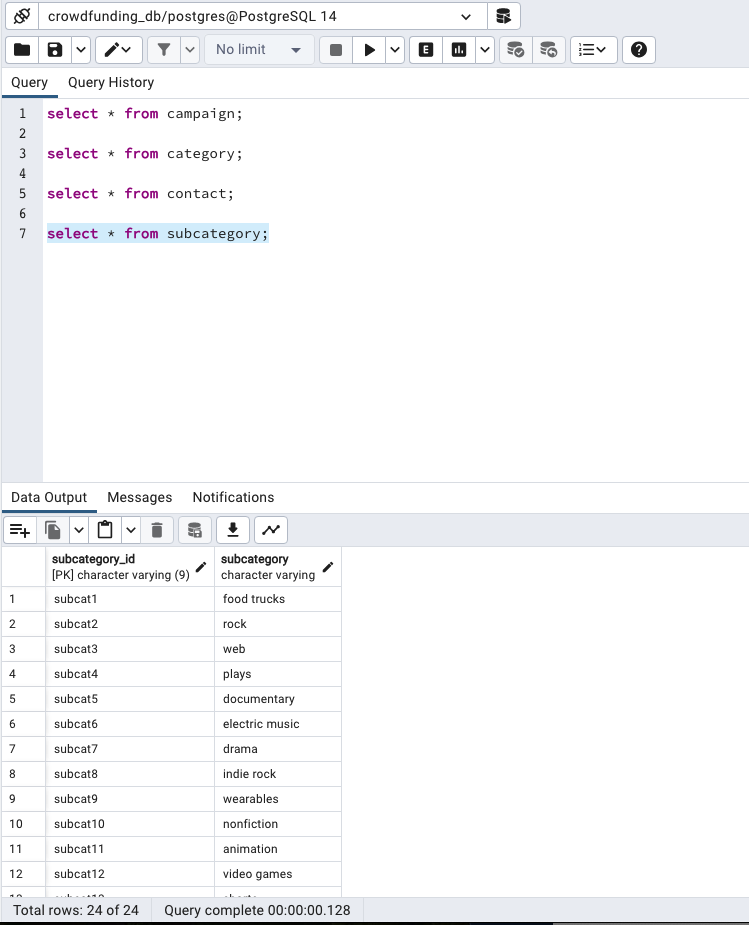 crowdfunding_db/postgres@PostgreSQL 14
No limit
E
Query Query History
1 select * from campaign;
2
3 select * from category;
4
5 select * from contact;
6
7 select * from subcategory;
Data Output Messages Notifications
subcategory_id subcategory
[PK] character varying (9) character varying
1 subcat1 food trucks
2 subcat2 rock
3 subcat3 web
4 subcat4 plays
5 subcat5 documentary
6 subcat6 electric music
7 subcat7 drama
8 subcat8 indie rock
9 subcat9 wearables
10 subcat10 nonfiction
11 subcat11 animation
12 subcat12 video games
Total rows: 24 of 24 Query complete 00:00:00.128